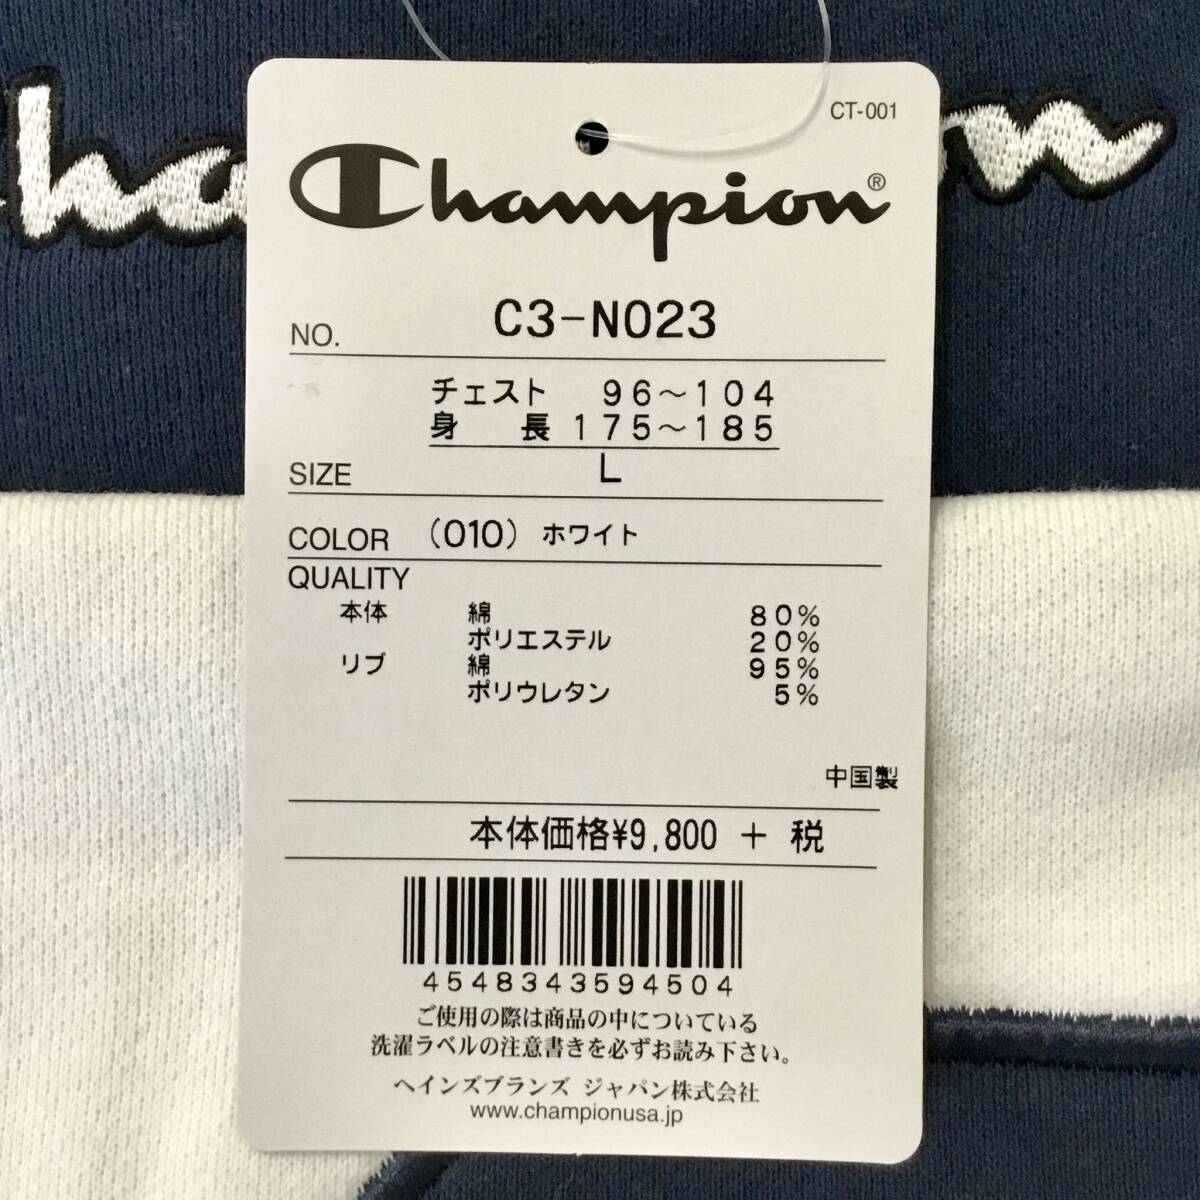 CT-001
Champion®
NO. C3-N023
チェスト 96～104
身長 175～185
SIZE L
COLOR (010) ホワイト
QUALITY
本体 綿 80%
ポリエステル 20%
リブ 綿 95%
ポリウレタン 5%
中国製
本体価格¥9,800 + 税
4548343594504
ご使用の際は商品の中についている
洗濯ラベルの注意書きを必ずお読み下さい。
ヘインズブランズ ジャパン株式会社
www.championusa.jp